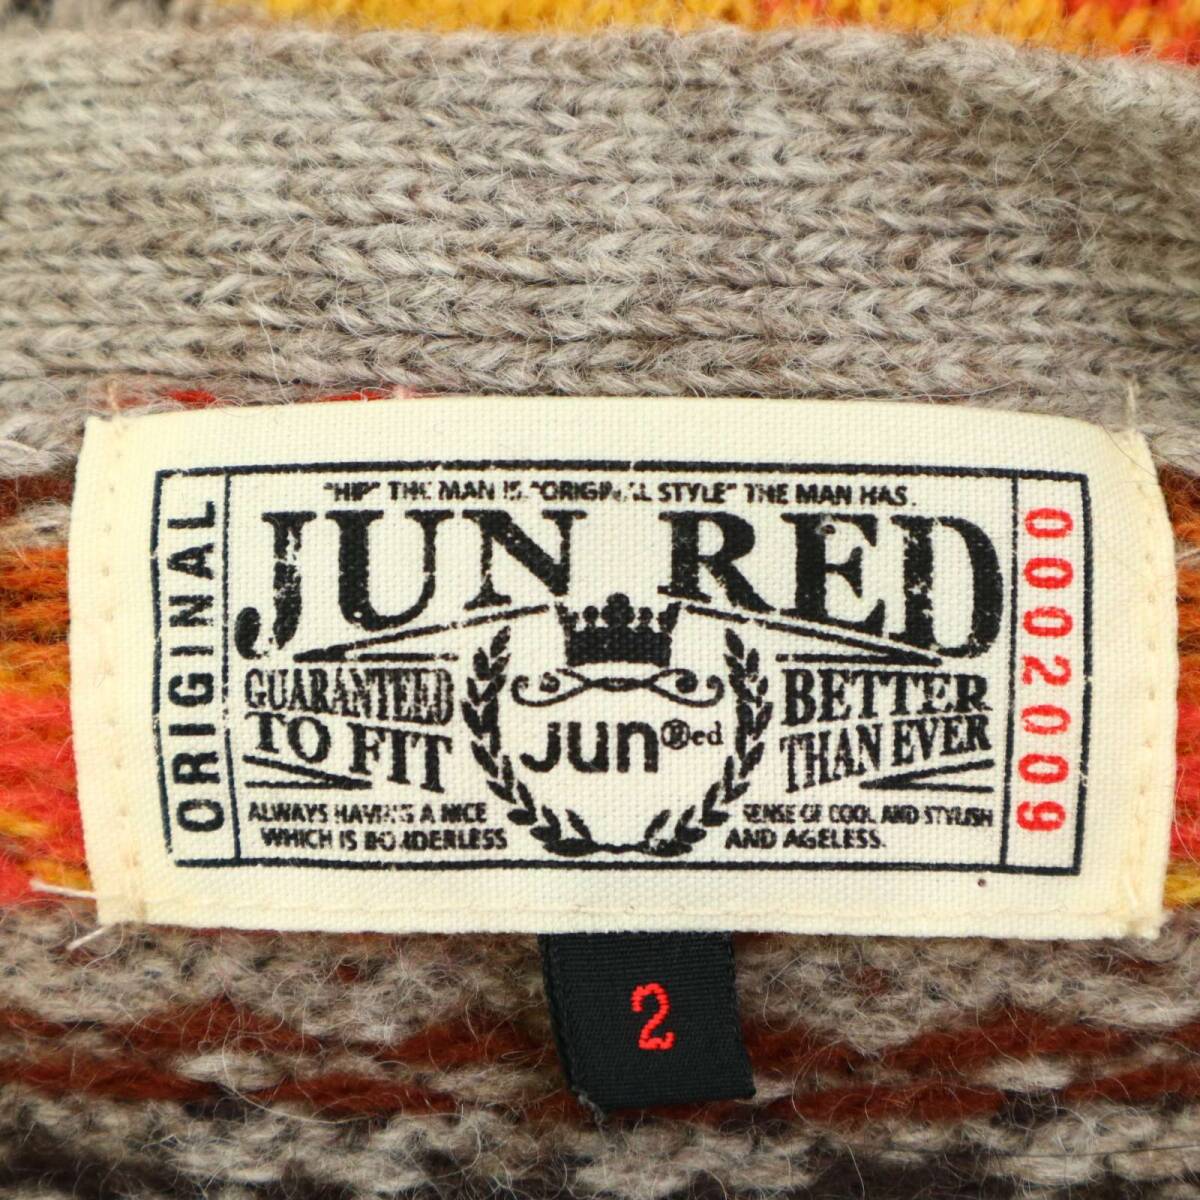 "HIP" THE MAN IS "ORIGINAL STYLE" THE MAN HAS.
ORIGINAL
JUN RED
0002009
GUARANTEED
TO FIT
Jun®ed
BETTER
THAN EVER
ALWAYS HAVING A NICE
WHICH IS BORDERLESS
SENSE OF COOL AND STYLISH
AND AGELESS.
2